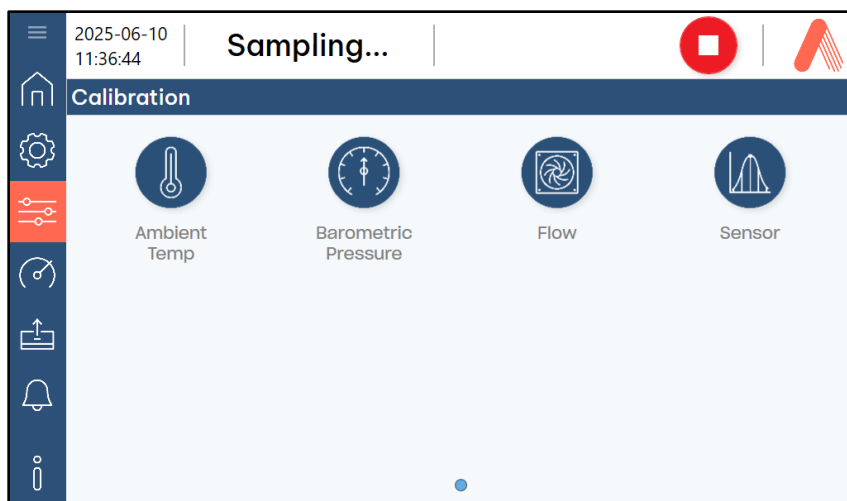 2025-06-10
11:36:44
Sampling...
Calibration
Ambient
Temp
Barometric
Pressure
Flow
Sensor